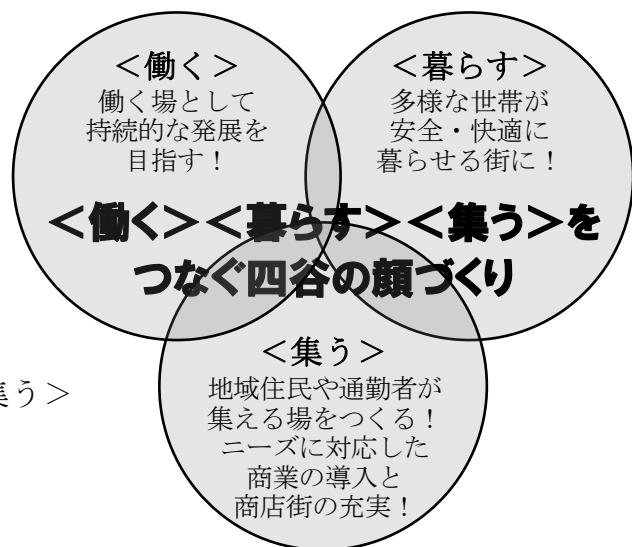 ＜働く＞
働く場として
持続的な発展を
目指す！
＜暮らす＞
多様な世帯が
安全・快適に
暮らせる街に！
＜働く＞＜暮らす＞＜集う＞を
つなぐ四谷の顔づくり
＜集う＞
地域住民や通勤者が
集える場をつくる！
ニーズに対応した
商業の導入と
商店街の充実！
集う＞